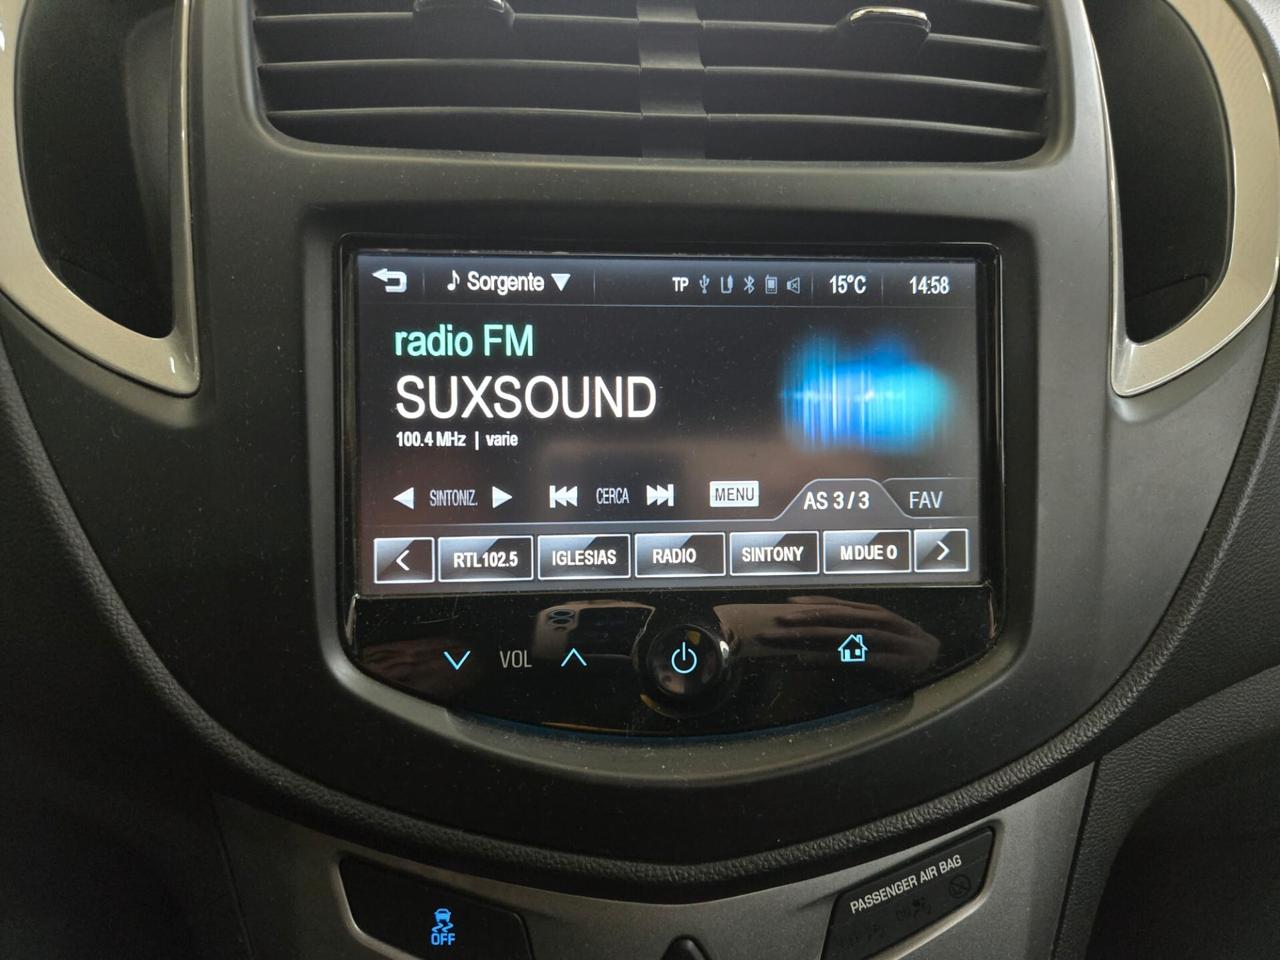 Sorgente TP 15°C 14:58
radio FM
SUXSOUND
100.4 MHz | varie
SINTONIZ. CERCA MENU AS 3/3 FAV
RTL102.5 IGLESIAS RADIO SINTONY MDUE O
VOL
PASSENGER AIR BAG
OFF